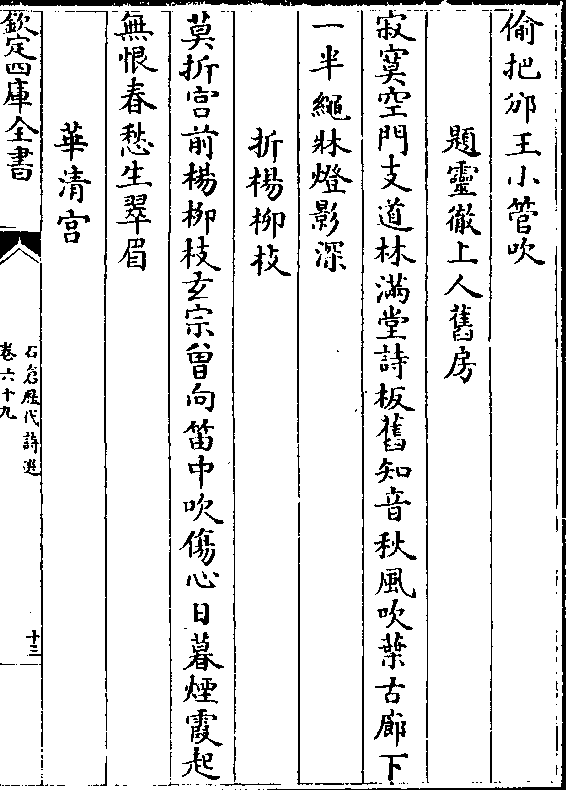 偷把邠王小管吹
題靈徹上人舊房
寂寞空門支道林滿堂詩板舊知音秋風吹葉古廊下
一半繩牀燈影深
折楊柳枝
莫折宮前楊柳枝玄宗曾向笛中吹傷心日暮煙霞起
無恨春愁生翠眉
華清宮
欽定四庫全書
石倉歷代詩選
卷六十九
十三